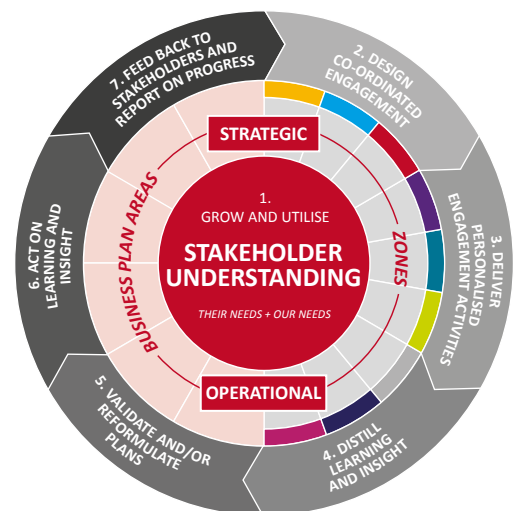 1.
GROW AND UTILISE
STAKEHOLDER
UNDERSTANDING
THEIR NEEDS + OUR NEEDS
STRATEGIC
OPERATIONAL
BUSINESS PLAN AREAS
ZONES
2. DESIGN
CO-ORDINATED
ENGAGEMENT
3. DELIVER
PERSONALISED
ENGAGEMENT ACTIVITIES
4. DISTILL
LEARNING
AND INSIGHT
5. VALIDATE AND/OR
REFORMULATE
PLANS
6. ACT ON
LEARNING AND
INSIGHT
7. FEED BACK TO
STAKEHOLDERS AND
REPORT ON PROGRESS